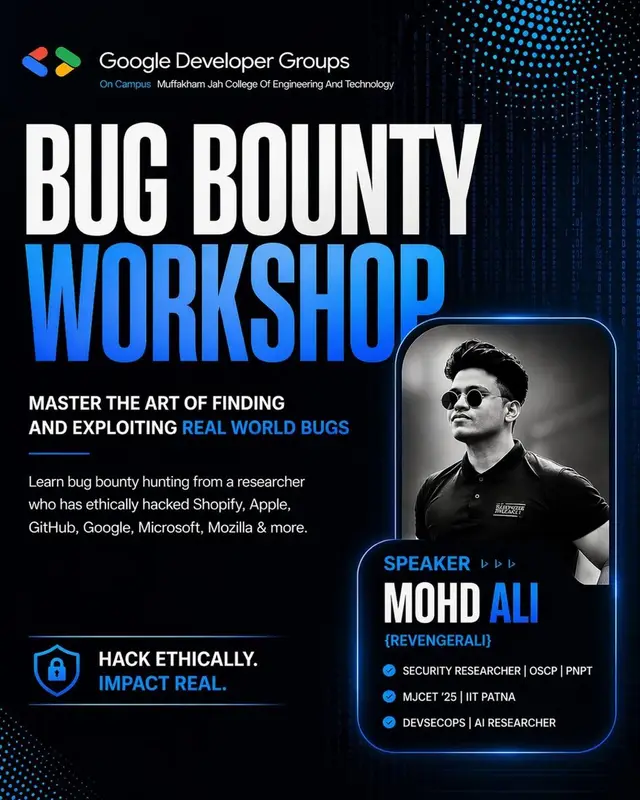 Google Developer Groups
On Campus Muffakham Jah College Of Engineering And Technology
BUG BOUNTY
WORKSHOP
MASTER THE ART OF FINDING
AND EXPLOITING REAL WORLD BUGS
Learn bug bounty hunting from a researcher
who has ethically hacked Shopify, Apple,
GitHub, Google, Microsoft, Mozilla & more.
SPEAKER
MOHD ALI
{REVENGERALI}
SECURITY RESEARCHER | OSCP | PNPT
MJCET '25 | IIT PATNA
DEVSECOPS | AI RESEARCHER
HACK ETHICALLY.
IMPACT REAL.